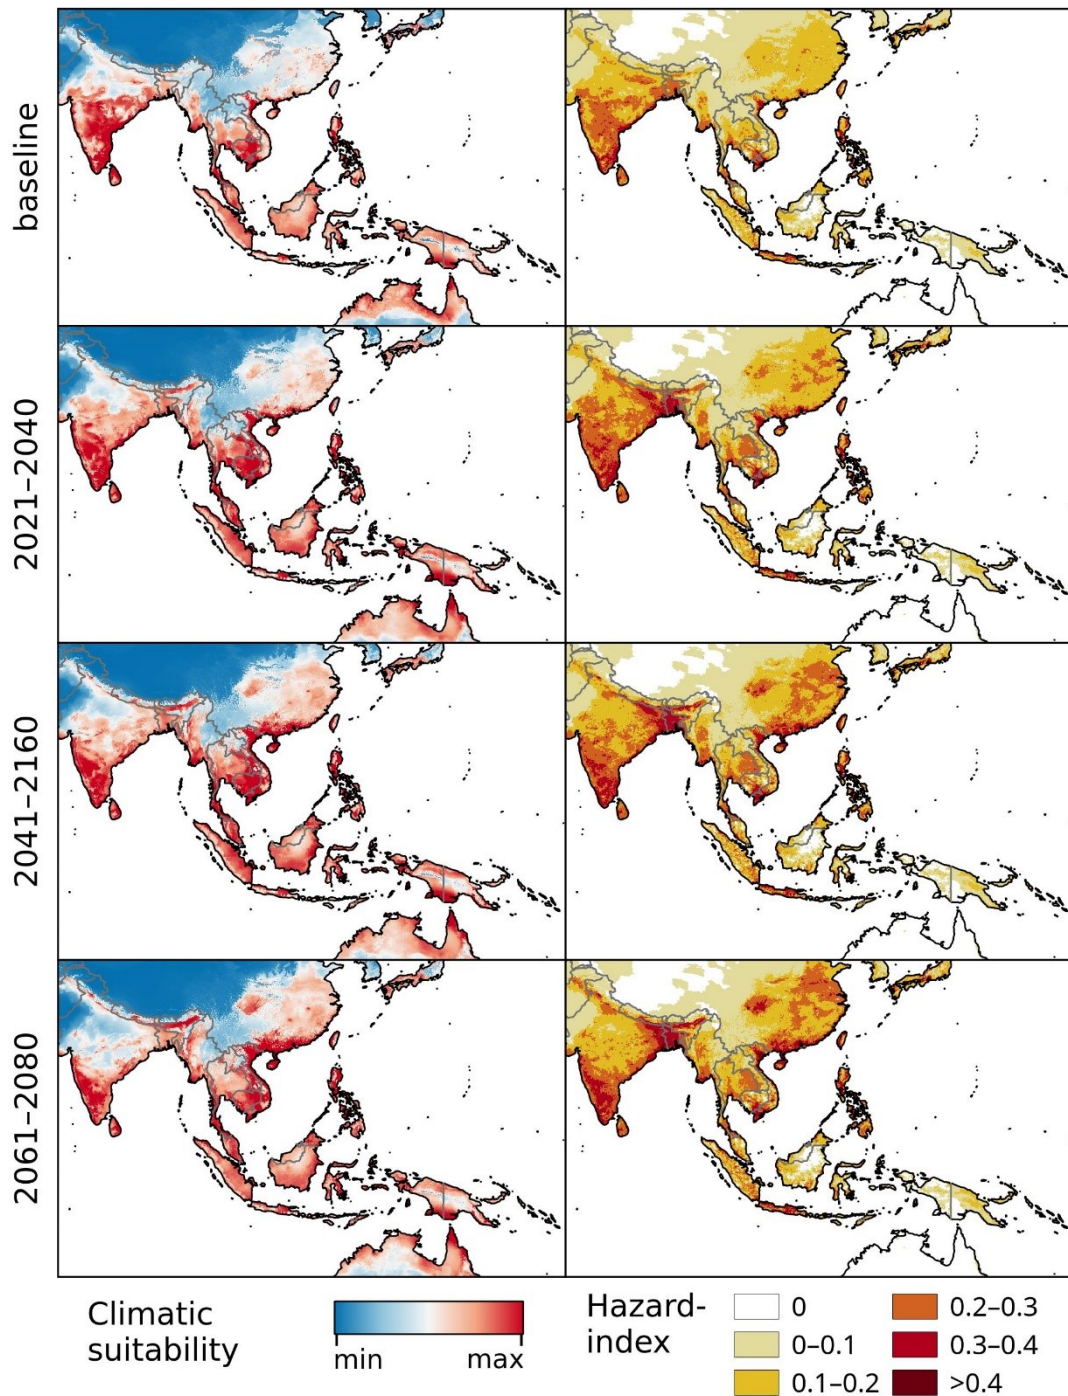 baseline
2021–2040
2041–2160
2061–2080
Climatic
suitability
min
max
Hazard-
index
0
0–0.1
0.1–0.2
0.2–0.3
0.3–0.4
>0.4